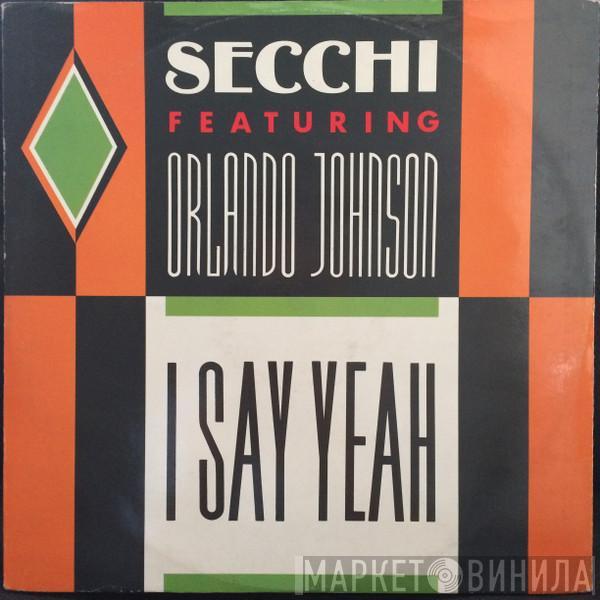 SECCHI
FEATURING
ORLANDO JOHNSON
I SAY YEAH
МАРКЕТ ВИНИЛА